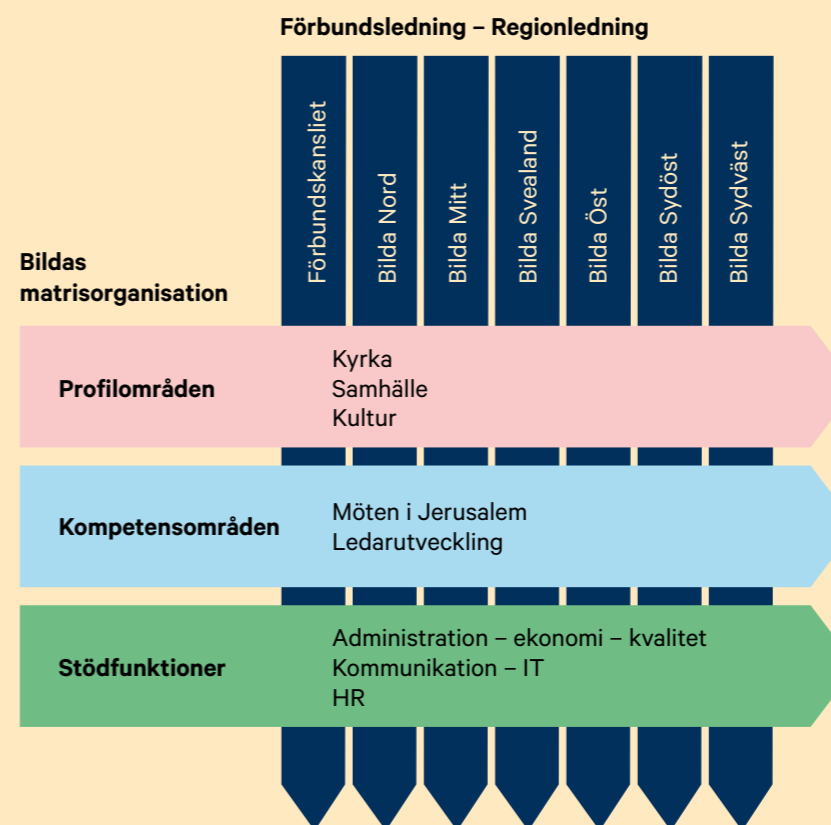 Förbundsledning – Regionledning
Förbundskansliet
Bilda Nord
Bilda Mitt
Bilda Svealand
Bilda Öst
Bilda Sydöst
Bilda Sydväst
Bildas
matrisorganisation
Profilområden
Kyrka
Samhälle
Kultur
Kompetensområden
Möten i Jerusalem
Ledarutveckling
Stödfunktioner
Administration – ekonomi – kvalitet
Kommunikation – IT
HR